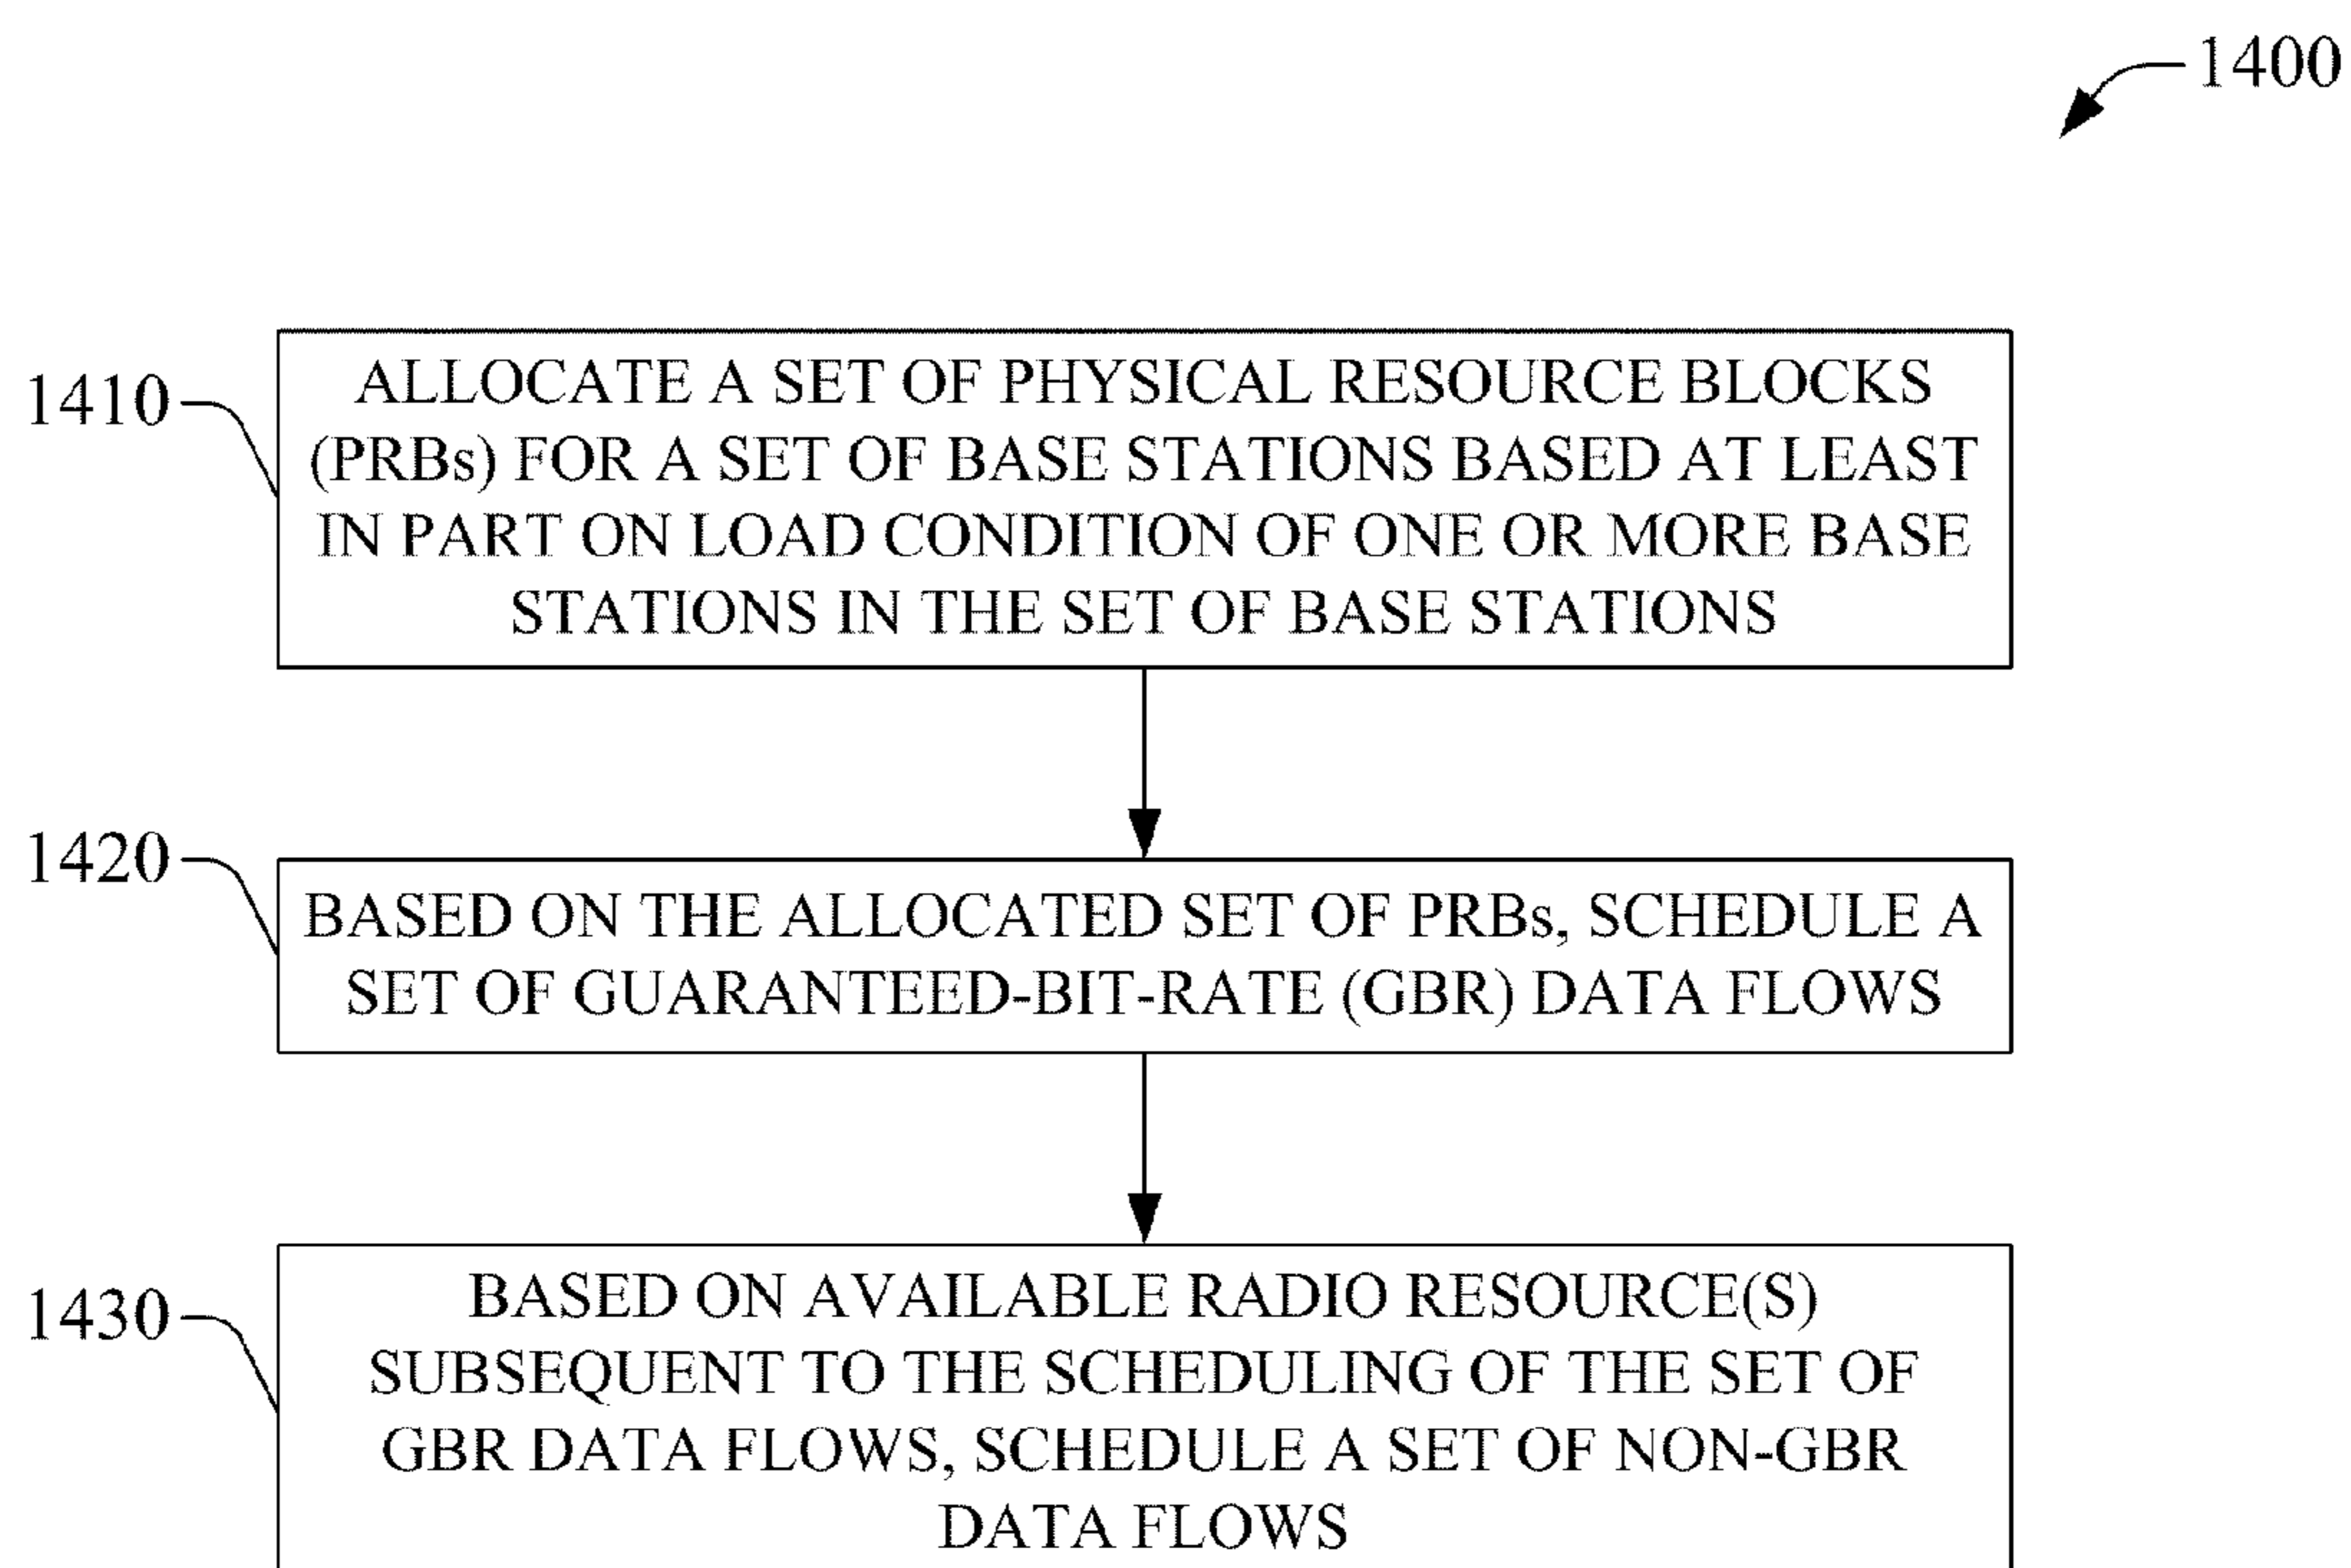 1400
1410
ALLOCATE A SET OF PHYSICAL RESOURCE BLOCKS
(PRBs) FOR A SET OF BASE STATIONS BASED AT LEAST
IN PART ON LOAD CONDITION OF ONE OR MORE BASE
STATIONS IN THE SET OF BASE STATIONS
1420
BASED ON THE ALLOCATED SET OF PRBs, SCHEDULE A
SET OF GUARANTEED-BIT-RATE (GBR) DATA FLOWS
1430
BASED ON AVAILABLE RADIO RESOURCE(S)
SUBSEQUENT TO THE SCHEDULING OF THE SET OF
GBR DATA FLOWS, SCHEDULE A SET OF NON-GBR
DATA FLOWS